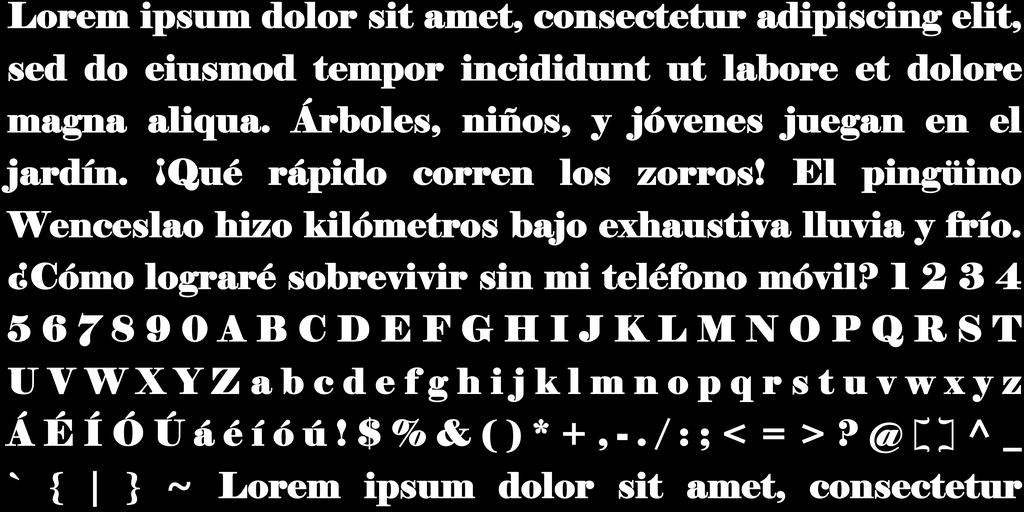 Lorem ipsum dolor sit amet, consectetur adipiscing elit,
sed do eiusmod tempor incididunt ut labore et dolore
magna aliqua. Árboles, niños, y jóvenes juegan en el
jardín. ¡Qué rápido corren los zorros! El pingüino
Wenceslao hizo kilómetros bajo exhaustiva lluvia y frío.
¿Cómo lograré sobrevivir sin mi teléfono móvil? 1 2 3 4
5 6 7 8 9 0 A B C D E F G H I J K L M N O P Q R S T
U V W X Y Z a b c d e f g h i j k l m n o p q r s t u v w x y z
Á É Í Ó Ú á é í ó ú ! $ % & ( ) * + , - . / : ; < = > ? @ [ ] ^ _
` { | } ~ Lorem ipsum dolor sit amet, consectetur